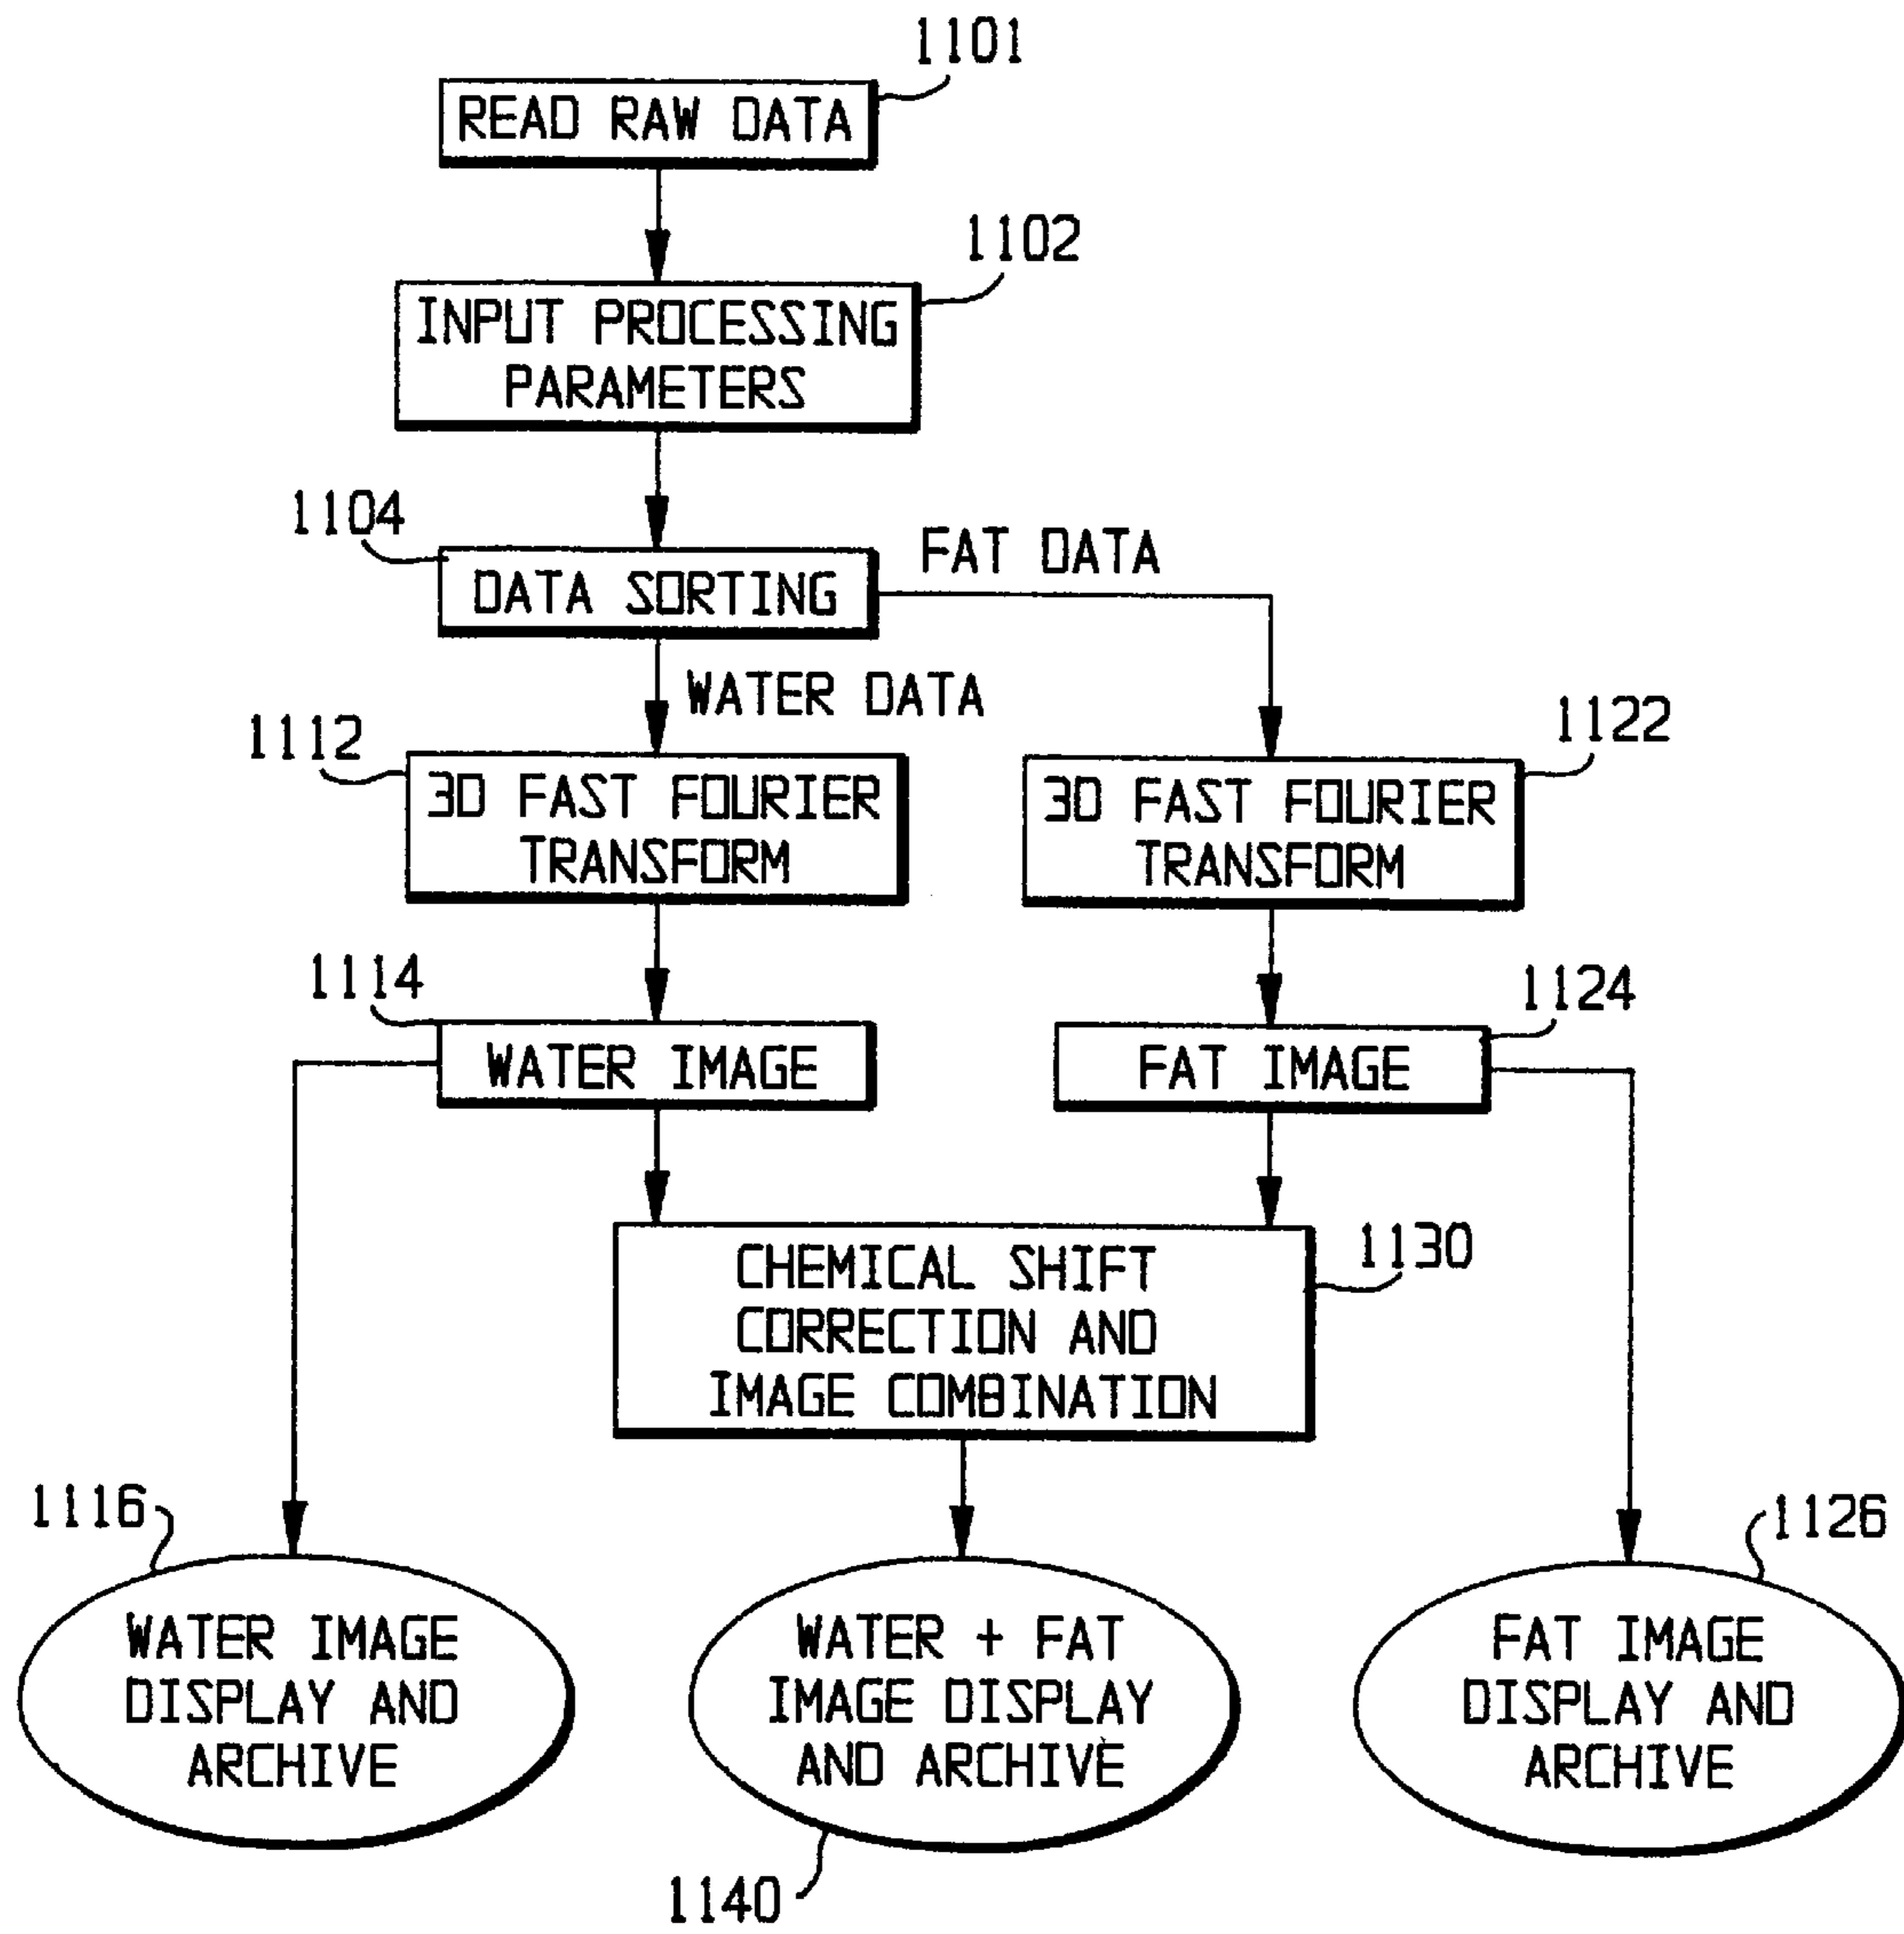 1101
READ RAW DATA
1102
INPUT PROCESSING
PARAMETERS
1104
DATA SORTING
FAT DATA
WATER DATA
1112
3D FAST FOURIER
TRANSFORM
1122
3D FAST FOURIER
TRANSFORM
1114
WATER IMAGE
1124
FAT IMAGE
1130
CHEMICAL SHIFT
CORRECTION AND
IMAGE COMBINATION
1116
WATER IMAGE
DISPLAY AND
ARCHIVE
WATER + FAT
IMAGE DISPLAY
AND ARCHIVE
1140
1126
FAT IMAGE
DISPLAY AND
ARCHIVE